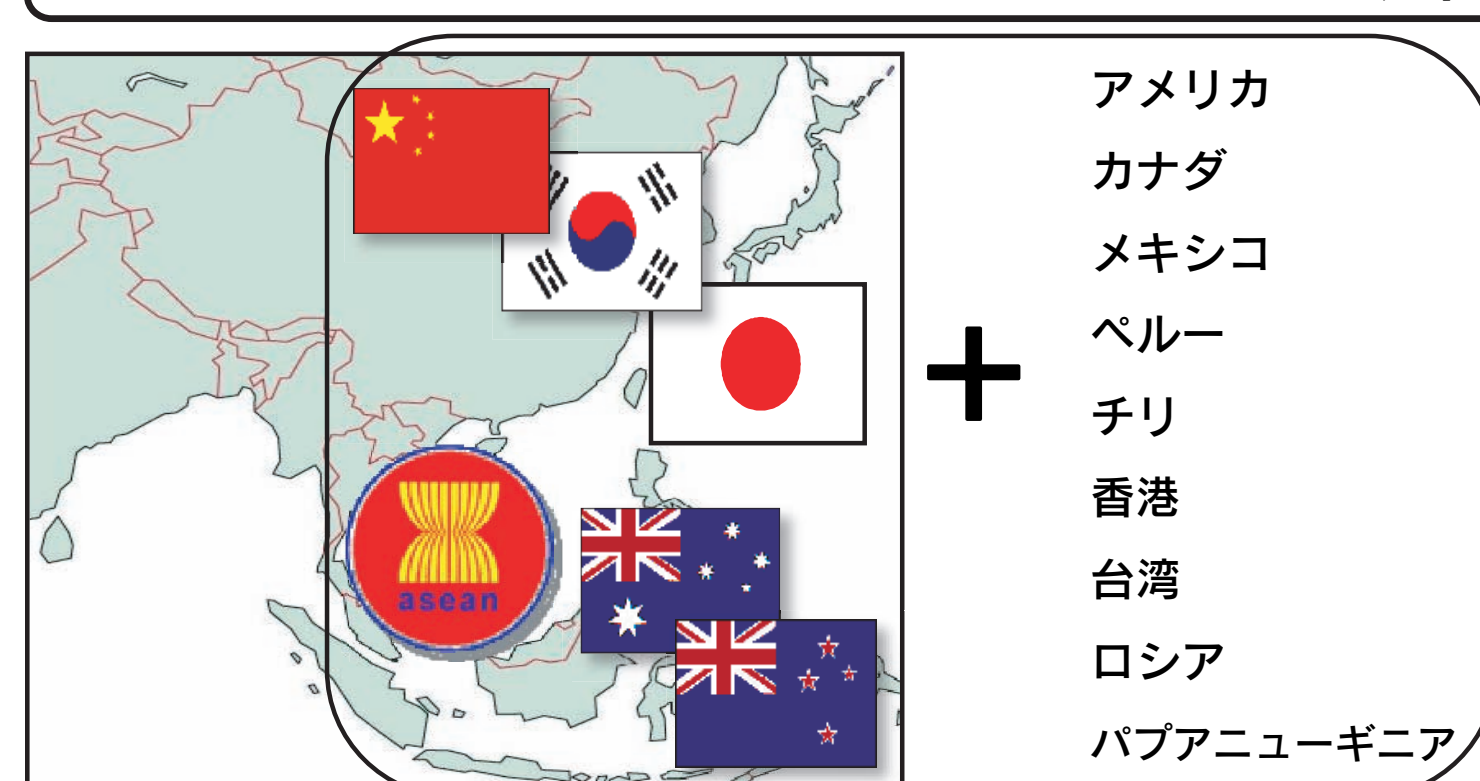 asean
+
アメリカ
カナダ
メキシコ
ペルー
チリ
香港
台湾
ロシア
パプアニューギニア